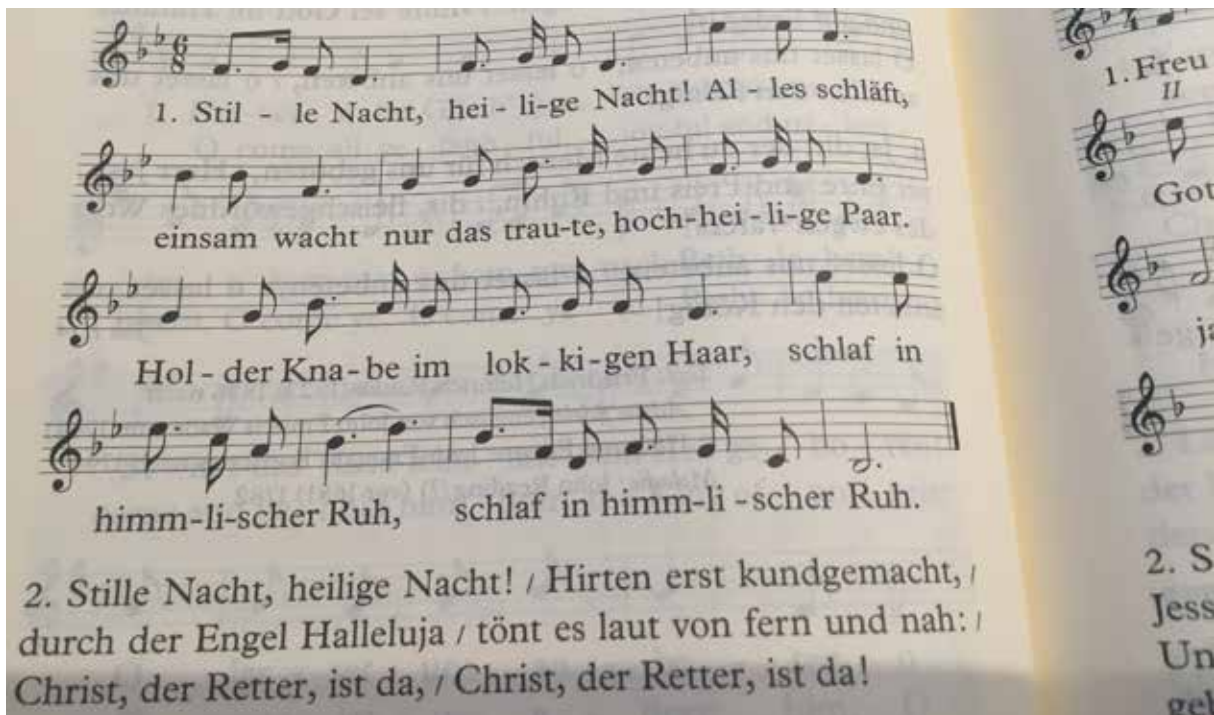 1. Stil - le Nacht, hei - li-ge Nacht! Al - les schläft,
einsam wacht nur das trau-te, hoch-hei-li-ge Paar.
Hol - der Kna-be im lok-ki-gen Haar, schlaf in
himm-li-scher Ruh, schlaf in himm-li-scher Ruh.
2. Stille Nacht, heilige Nacht! / Hirten erst kundgemacht, /
durch der Engel Halleluja / tönt es laut von fern und nah: /
Christ, der Retter, ist da, / Christ, der Retter, ist da!
1. Freu
II
Got
ja
2. S
Jess
Un